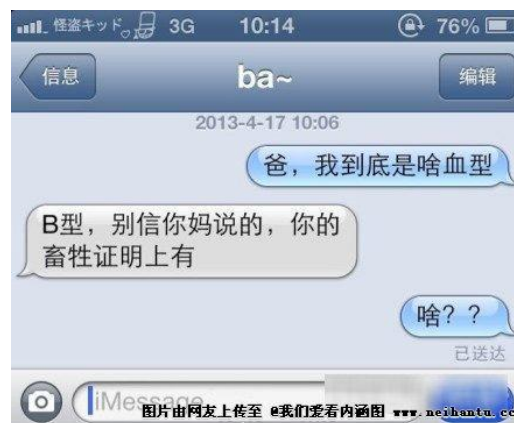 怪盗キッド。 3G 10:14 76%
信息 ba~ 编辑
2013-4-17 10:06
爸，我到底是啥血型
B型，别信你妈说的，你的
畜牲证明上有
啥？？
已送达
iMessage
图片由网友上传至 @我们爱看内涵图 www.neihantu.cc